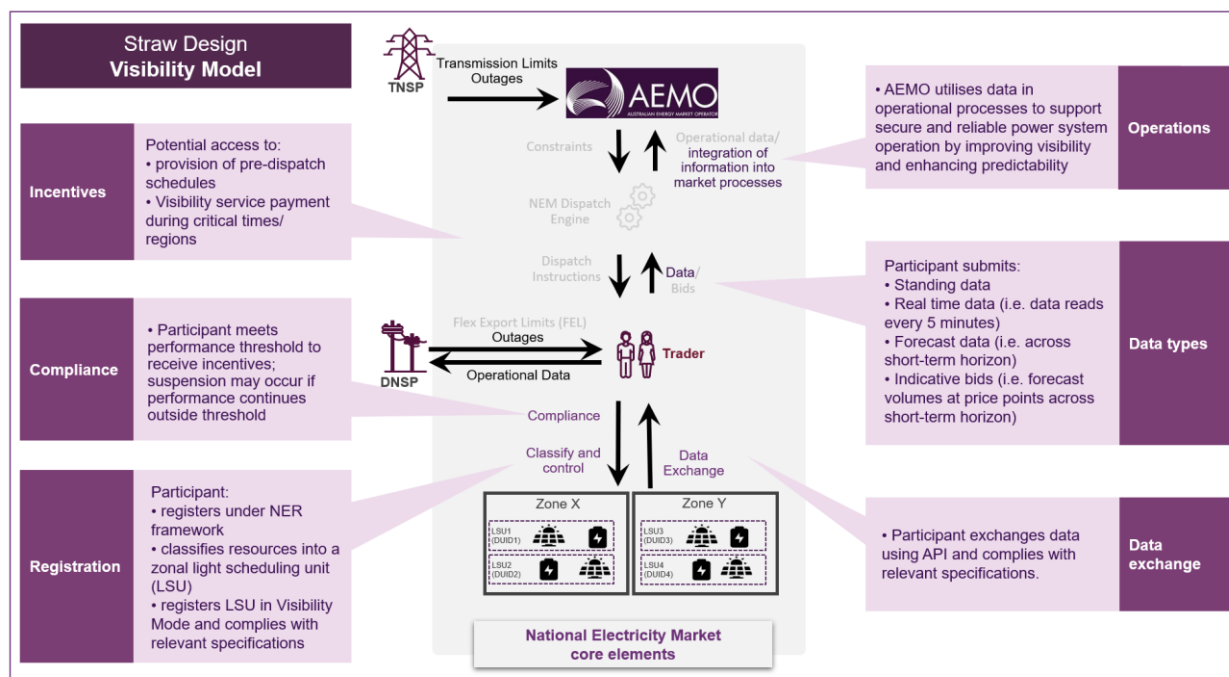 Straw Design
Visibility Model
TNSP
Transmission Limits
Outages
AEMO
AUSTRALIAN ENERGY MARKET OPERATOR
Constraints
Operational data/
integration of
information into
market processes
NEM Dispatch
Engine
Dispatch
Instructions
Data/
Bids
Flex Export Limits (FEL)
Outages
DNSP
Operational Data
Trader
Compliance
Classify and
control
Data
Exchange
Zone X
LSU1
(DUID1)
LSU2
(DUID2)
Zone Y
LSU3
(DUID3)
LSU4
(DUID4)
National Electricity Market
core elements
Incentives
Potential access to:
• provision of pre-dispatch
schedules
• Visibility service payment
during critical times/
regions
Compliance
• Participant meets
performance threshold to
receive incentives;
suspension may occur if
performance continues
outside threshold
Registration
Participant:
• registers under NER
framework
• classifies resources into a
zonal light scheduling unit
(LSU)
• registers LSU in Visibility
Mode and complies with
relevant specifications
• AEMO utilises data in
operational processes to support
secure and reliable power system
operation by improving visibility
and enhancing predictability
Operations
Participant submits:
• Standing data
• Real time data (i.e. data reads
every 5 minutes)
• Forecast data (i.e. across
short-term horizon)
• Indicative bids (i.e. forecast
volumes at price points across
short-term horizon)
Data types
• Participant exchanges data
using API and complies with
relevant specifications.
Data
exchange